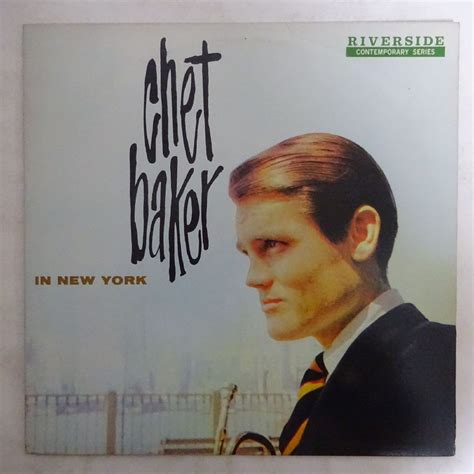 RIVERSIDE
CONTEMPORARY SERIES
chet
baker
IN NEW YORK